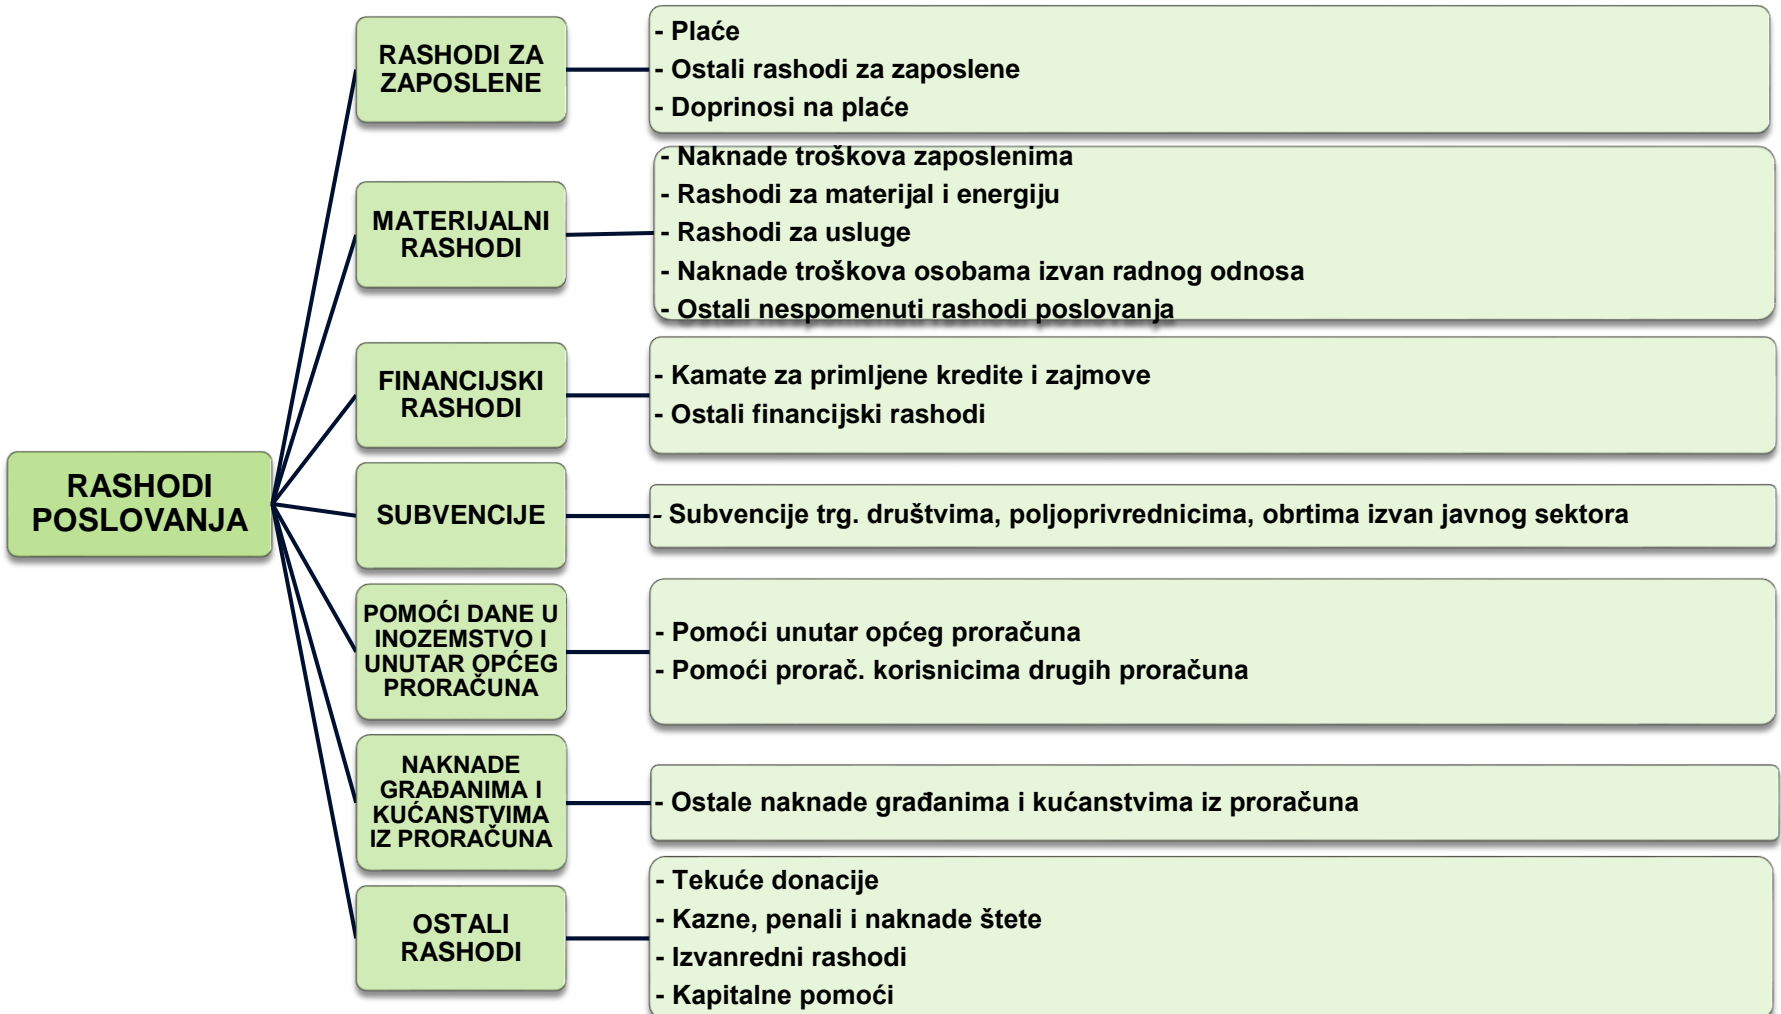 RASHODI
POSLOVANJA
RASHODI ZA
ZAPOSLENE
- Plaće
- Ostali rashodi za zaposlene
- Doprinosi na plaće
MATERIJALNI
RASHODI
- Naknade troškova zaposlenima
- Rashodi za materijal i energiju
- Rashodi za usluge
- Naknade troškova osobama izvan radnog odnosa
- Ostali nespomenuti rashodi poslovanja
FINANCIJSKI
RASHODI
- Kamate za primljene kredite i zajmove
- Ostali financijski rashodi
SUBVENCIJE
- Subvencije trg. društvima, poljoprivrednicima, obrtima izvan javnog sektora
POMOĆI DANE U
INOZEMSTVO I
UNUTAR OPĆEG
PRORAČUNA
- Pomoći unutar općeg proračuna
- Pomoći prorač. korisnicima drugih proračuna
NAKNADE
GRAĐANIMA I
KUĆANSTVIMA
IZ PRORAČUNA
- Ostale naknade građanima i kućanstvima iz proračuna
OSTALI
RASHODI
- Tekuće donacije
- Kazne, penali i naknade štete
- Izvanredni rashodi
- Kapitalne pomoći